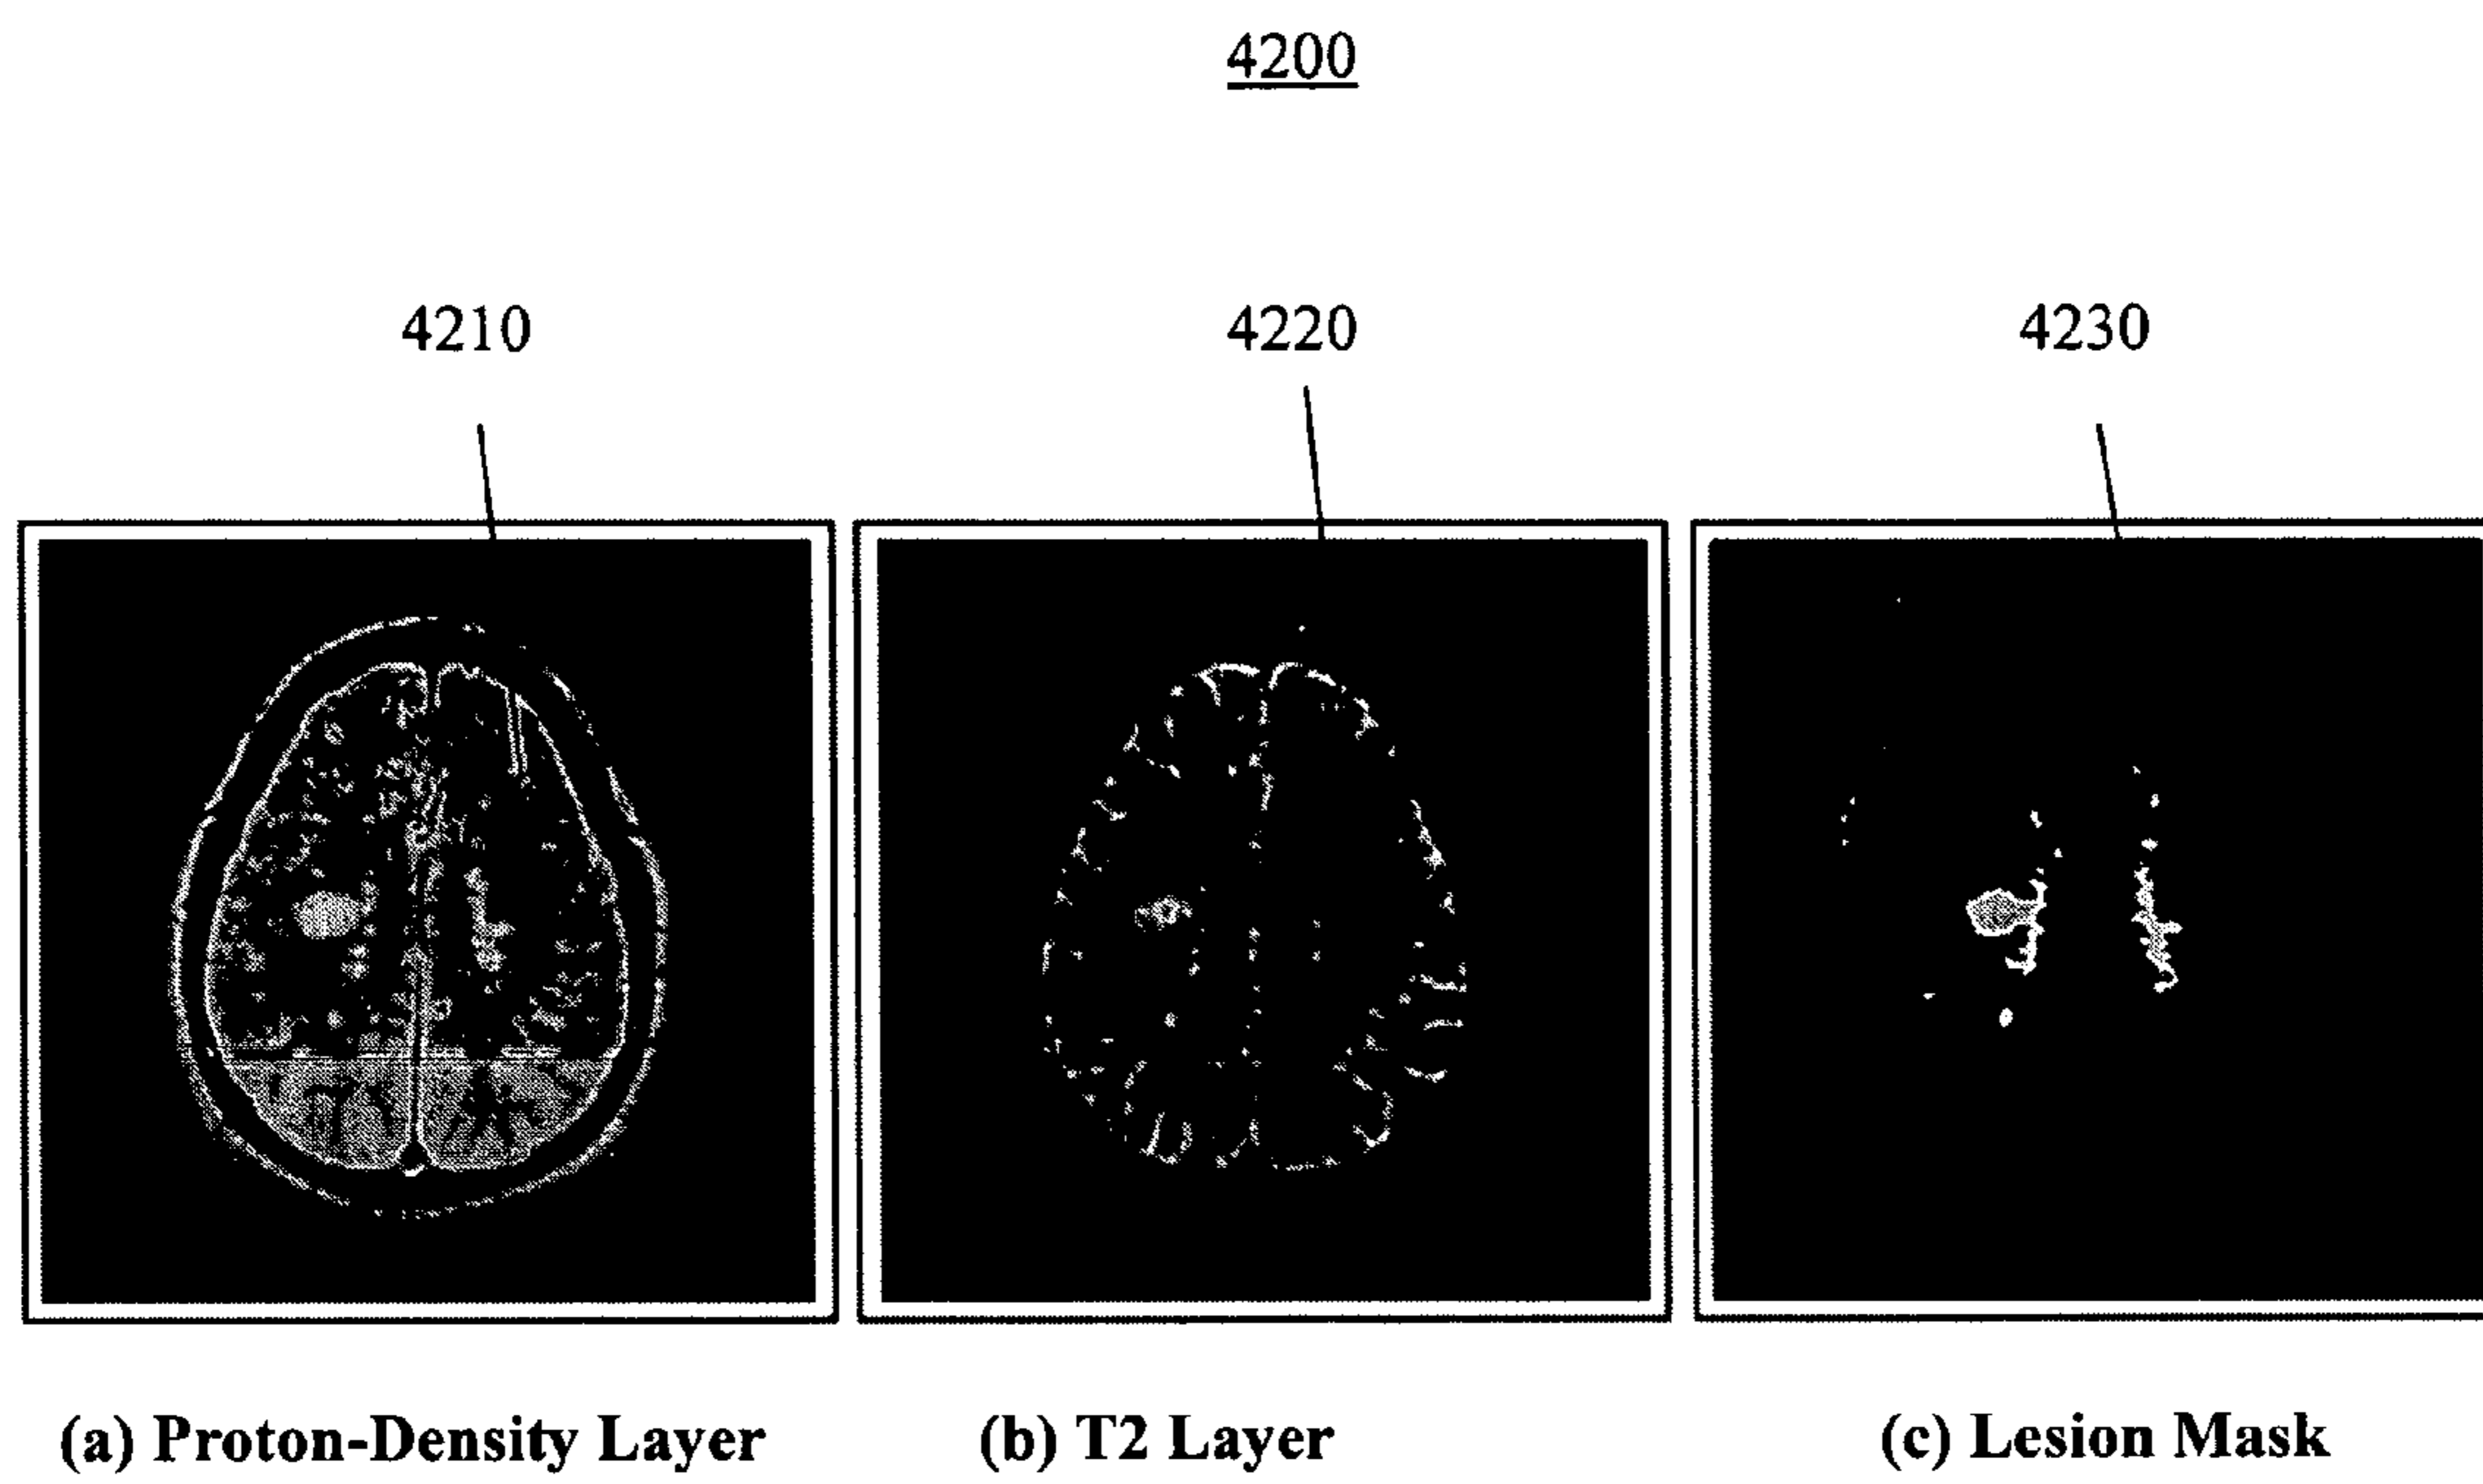 4200
4210 4220 4230
(a) Proton-Density Layer (b) T2 Layer (c) Lesion Mask